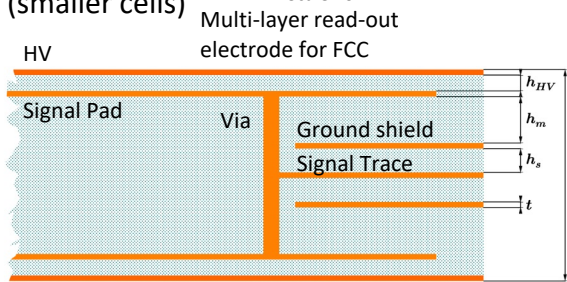 (smaller cells)
Multi-layer read-out
electrode for FCC
HV
h_HV
Signal Pad
Via
h_m
Ground shield
h_s
Signal Trace
t